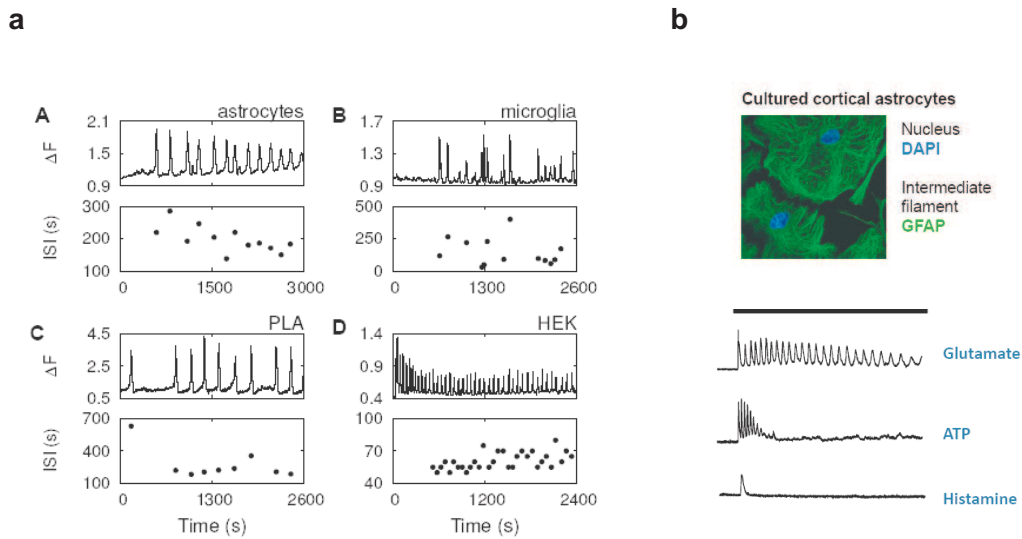 a
b
A
astrocytes
B
microglia
2.1
1.5
0.9
ΔF
1.7
1.3
0.9
300
200
100
ISI (s)
500
250
0
0
1500
3000
0
1300
2600
C
PLA
D
HEK
4.5
2.5
0.5
ΔF
1.4
0.9
0.4
700
400
100
ISI (s)
100
70
40
0
1300
2600
0
1200
2400
Time (s)
Time (s)
Cultured cortical astrocytes
Nucleus
DAPI
Intermediate
filament
GFAP
Glutamate
ATP
Histamine